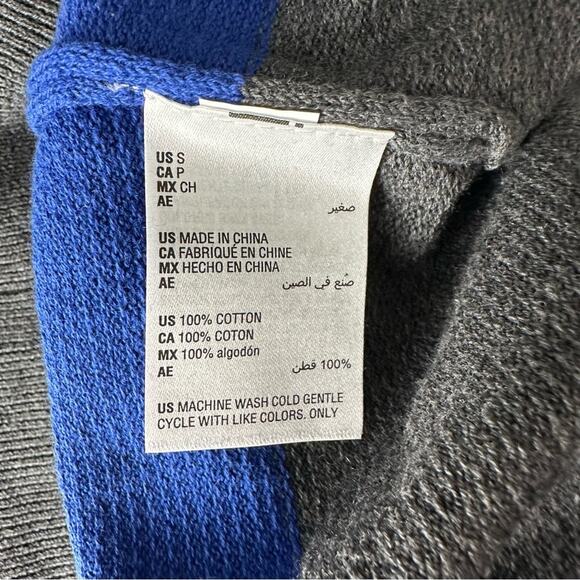 US S
CA P
MX CH
AE صغير
US MADE IN CHINA
CA FABRIQUÉ EN CHINE
MX HECHO EN CHINA
AE صُنع في الصين
US 100% COTTON
CA 100% COTON
MX 100% algodón
AE 100% قطن
US MACHINE WASH COLD GENTLE
CYCLE WITH LIKE COLORS. ONLY